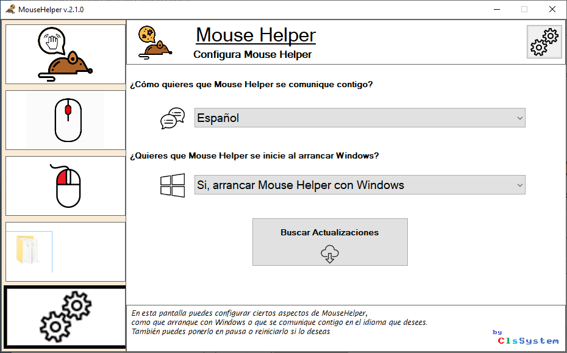 MouseHelper v.2.1.0
Mouse Helper
Configura Mouse Helper
¿Cómo quieres que Mouse Helper se comunique contigo?
Español
¿Quieres que Mouse Helper se inicie al arrancar Windows?
Si, arrancar Mouse Helper con Windows
Buscar Actualizaciones
En esta pantalla puedes configurar ciertos aspectos de MouseHelper,
como que arranque con Windows o que se comunique contigo en el idioma que desees.
También puedes ponerlo en pausa o reiniciarlo si lo deseas
by
ClsSystem